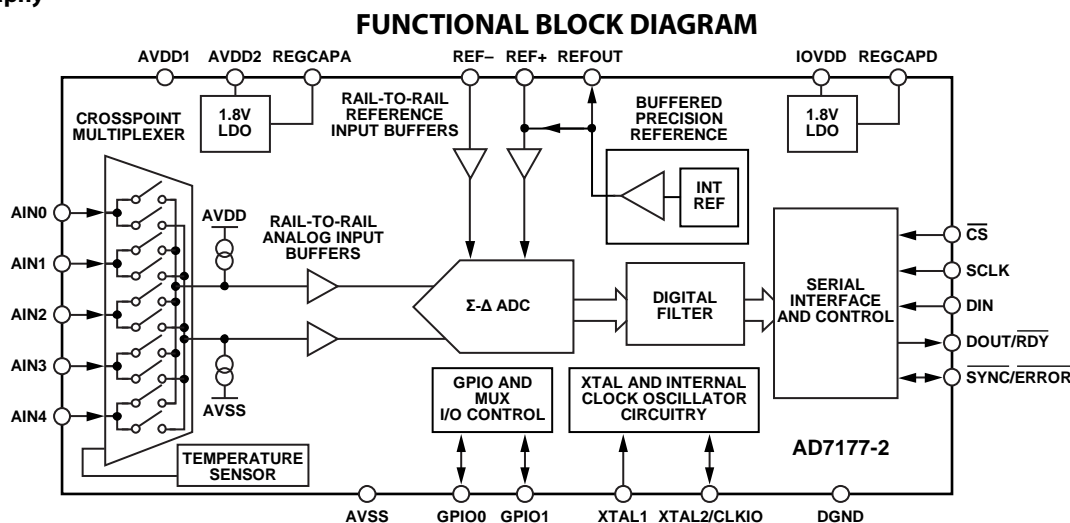 FUNCTIONAL BLOCK DIAGRAM
AVDD1
AVDD2
REGCAPA
REF–
REF+
REFOUT
IOVDD
REGCAPD
CROSSPOINT
MULTIPLEXER
1.8V
LDO
RAIL-TO-RAIL
REFERENCE
INPUT BUFFERS
BUFFERED
PRECISION
REFERENCE
1.8V
LDO
INT
REF
AIN0
AIN1
AIN2
AIN3
AIN4
AVDD
RAIL-TO-RAIL
ANALOG INPUT
BUFFERS
Σ-Δ ADC
DIGITAL
FILTER
SERIAL
INTERFACE
AND CONTROL
CS
SCLK
DIN
DOUT/RDY
SYNC/ERROR
AVSS
GPIO AND
MUX
I/O CONTROL
XTAL AND INTERNAL
CLOCK OSCILLATOR
CIRCUITRY
TEMPERATURE
SENSOR
AD7177-2
AVSS
GPIO0
GPIO1
XTAL1
XTAL2/CLKIO
DGND